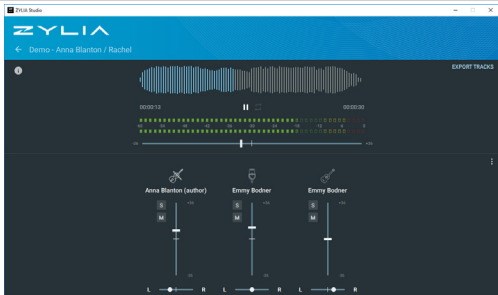 ZYLIA Studio
ZYLIA
Demo - Anna Blanton / Rachel
EXPORT TRACKS
00:00:13
00:00:30
Anna Blanton (author)
Emmy Bodner
Emmy Bodner
S
S
S
M
M
M
L R L R L R